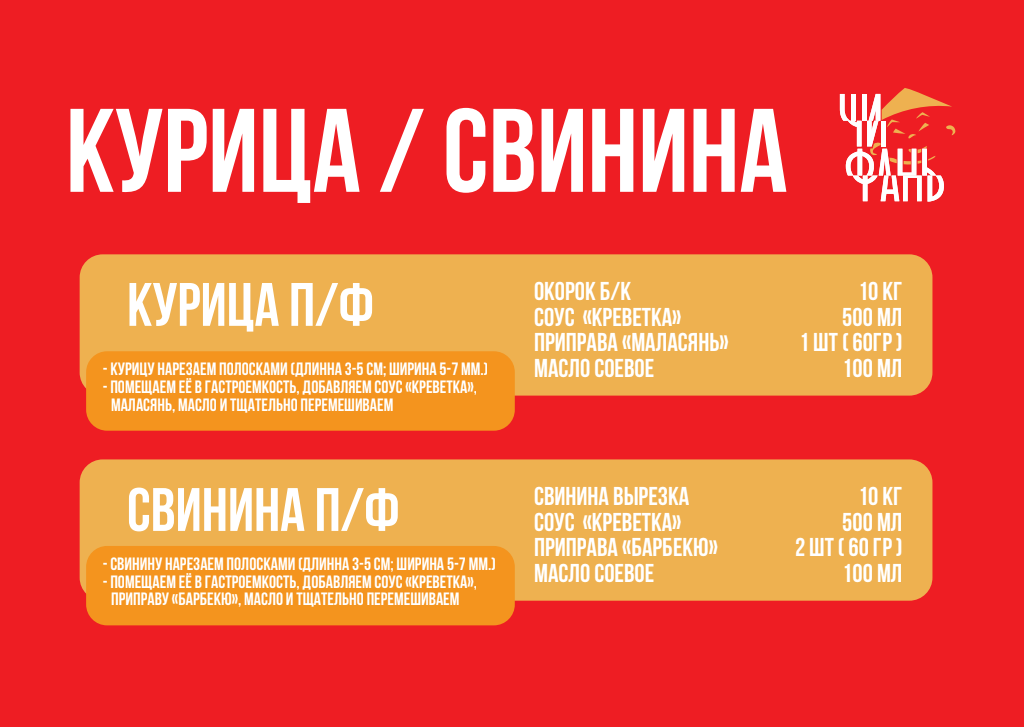 КУРИЦА / СВИНИНА
ЧИ
ЧИ
ФАНЬ
КУРИЦА П/Ф
- КУРИЦУ НАРЕЗАЕМ ПОЛОСКАМИ (ДЛИННА 3-5 СМ; ШИРИНА 5-7 ММ.)
- ПОМЕЩАЕМ ЕЁ В ГАСТРОЕМКОСТЬ, ДОБАВЛЯЕМ СОУС «КРЕВЕТКА»,
МАЛАСЯНЬ, МАСЛО И ТЩАТЕЛЬНО ПЕРЕМЕШИВАЕМ
ОКОРОК Б/К 10 КГ
СОУС «КРЕВЕТКА» 500 МЛ
ПРИПРАВА «МАЛАСЯНЬ» 1 ШТ ( 60ГР )
МАСЛО СОЕВОЕ 100 МЛ
СВИНИНА П/Ф
- СВИНИНУ НАРЕЗАЕМ ПОЛОСКАМИ (ДЛИННА 3-5 СМ; ШИРИНА 5-7 ММ.)
- ПОМЕЩАЕМ ЕЁ В ГАСТРОЕМКОСТЬ, ДОБАВЛЯЕМ СОУС «КРЕВЕТКА»,
ПРИПРАВУ «БАРБЕКЮ», МАСЛО И ТЩАТЕЛЬНО ПЕРЕМЕШИВАЕМ
СВИНИНА ВЫРЕЗКА 10 КГ
СОУС «КРЕВЕТКА» 500 МЛ
ПРИПРАВА «БАРБЕКЮ» 2 ШТ ( 60 ГР )
МАСЛО СОЕВОЕ 100 МЛ